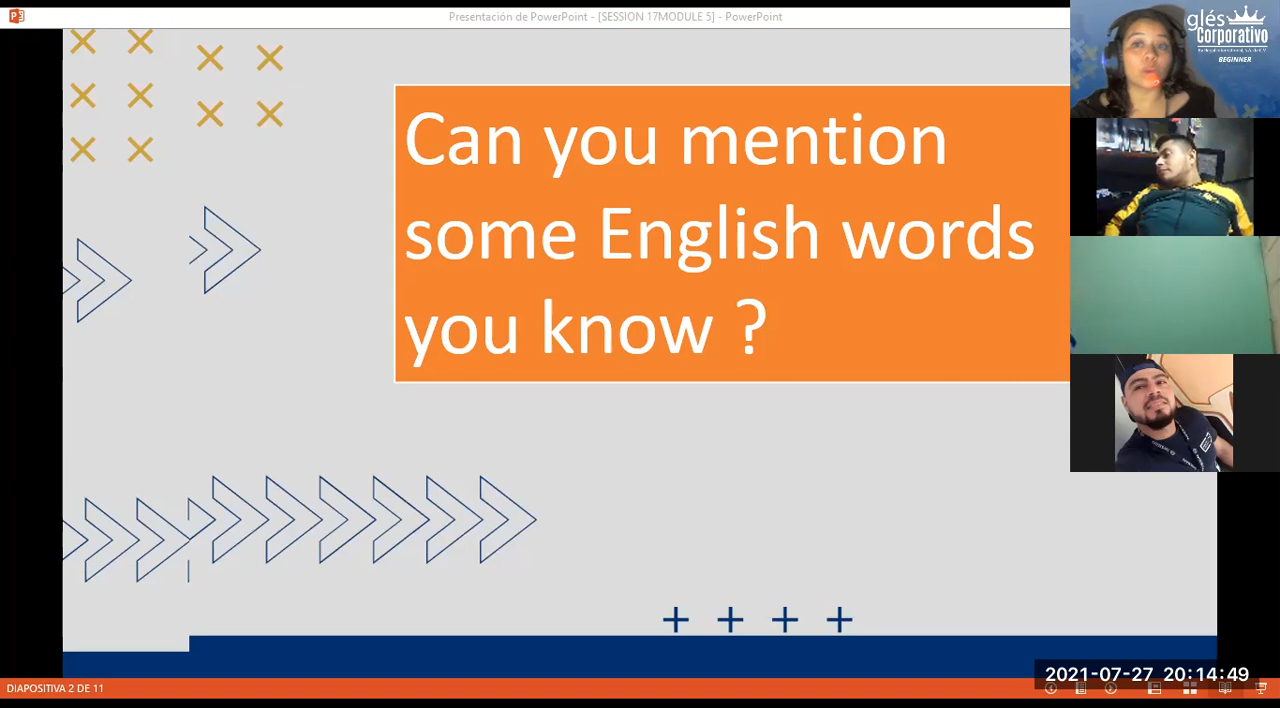 Presentación de PowerPoint - [SESSION 17MODULE 5] - PowerPoint
glés
Corporativo
BEGINNER
Can you mention
some English words
you know ?
2021-07-27 20:14:49
DIAPOSITIVA 2 DE 11